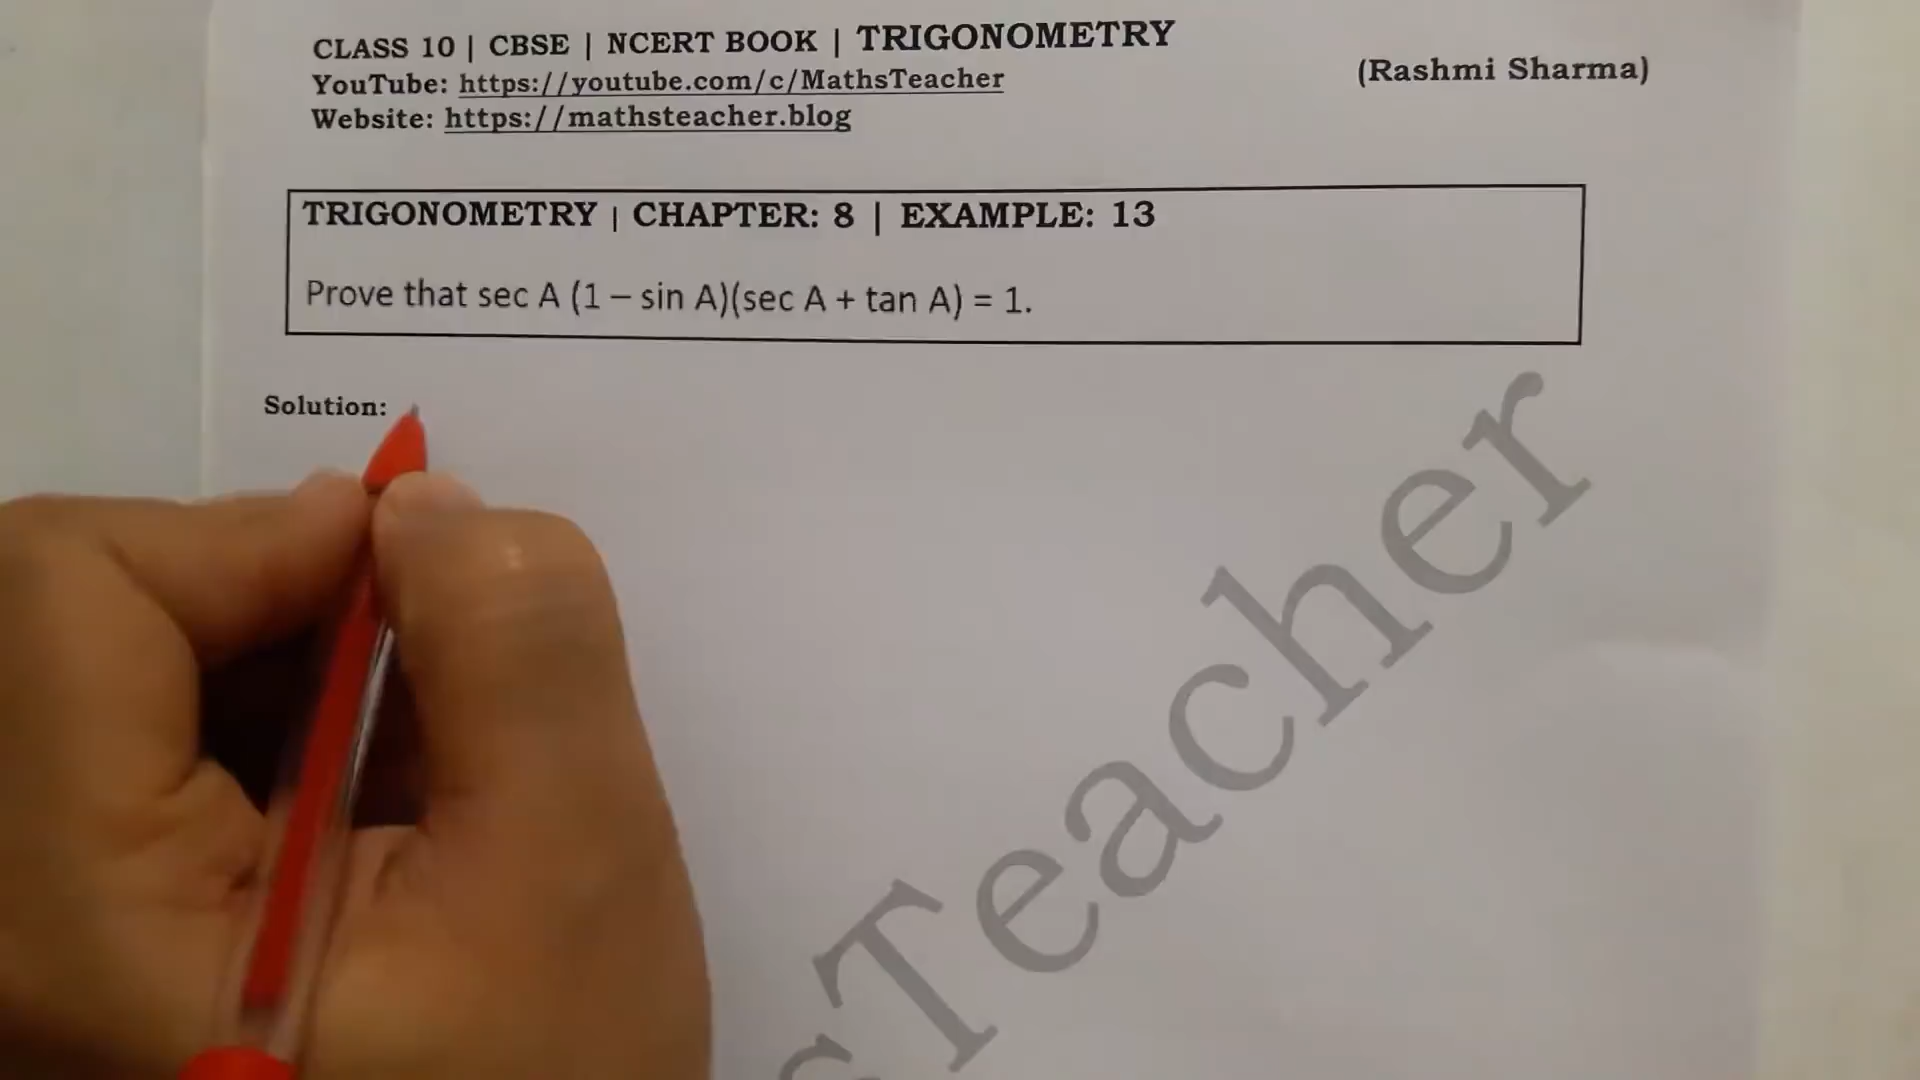 CLASS 10 | CBSE | NCERT BOOK | TRIGONOMETRY
(Rashmi Sharma)
YouTube: https://youtube.com/c/MathsTeacher
Website: https://mathsteacher.blog
TRIGONOMETRY | CHAPTER: 8 | EXAMPLE: 13
Prove that sec A (1 – sin A)(sec A + tan A) = 1.
Solution:
sTeacher